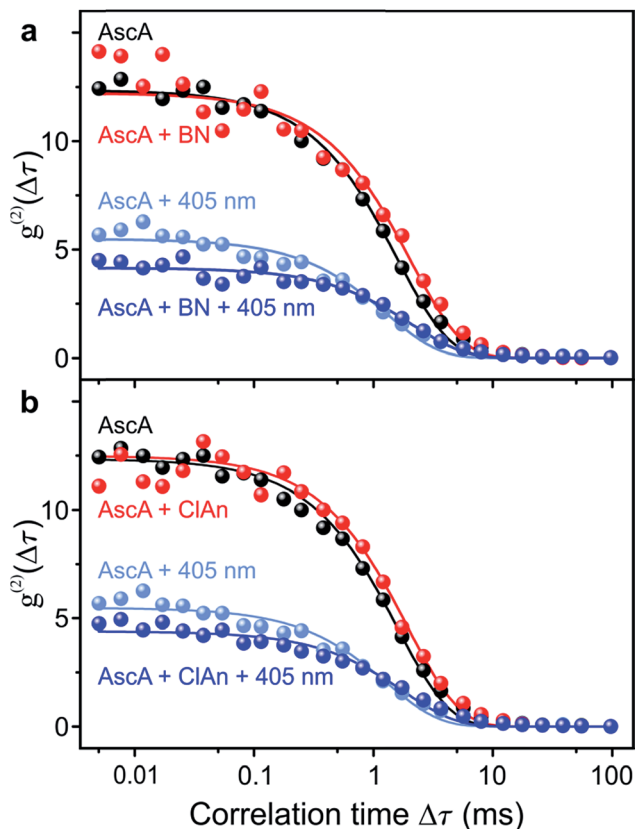 a
AscA
AscA + BN
AscA + 405 nm
AscA + BN + 405 nm
10
5
0
g⁽²⁾(Δτ)
b
AscA
AscA + ClAn
AscA + 405 nm
AscA + ClAn + 405 nm
10
5
0
g⁽²⁾(Δτ)
0.01 0.1 1 10 100
Correlation time Δτ (ms)